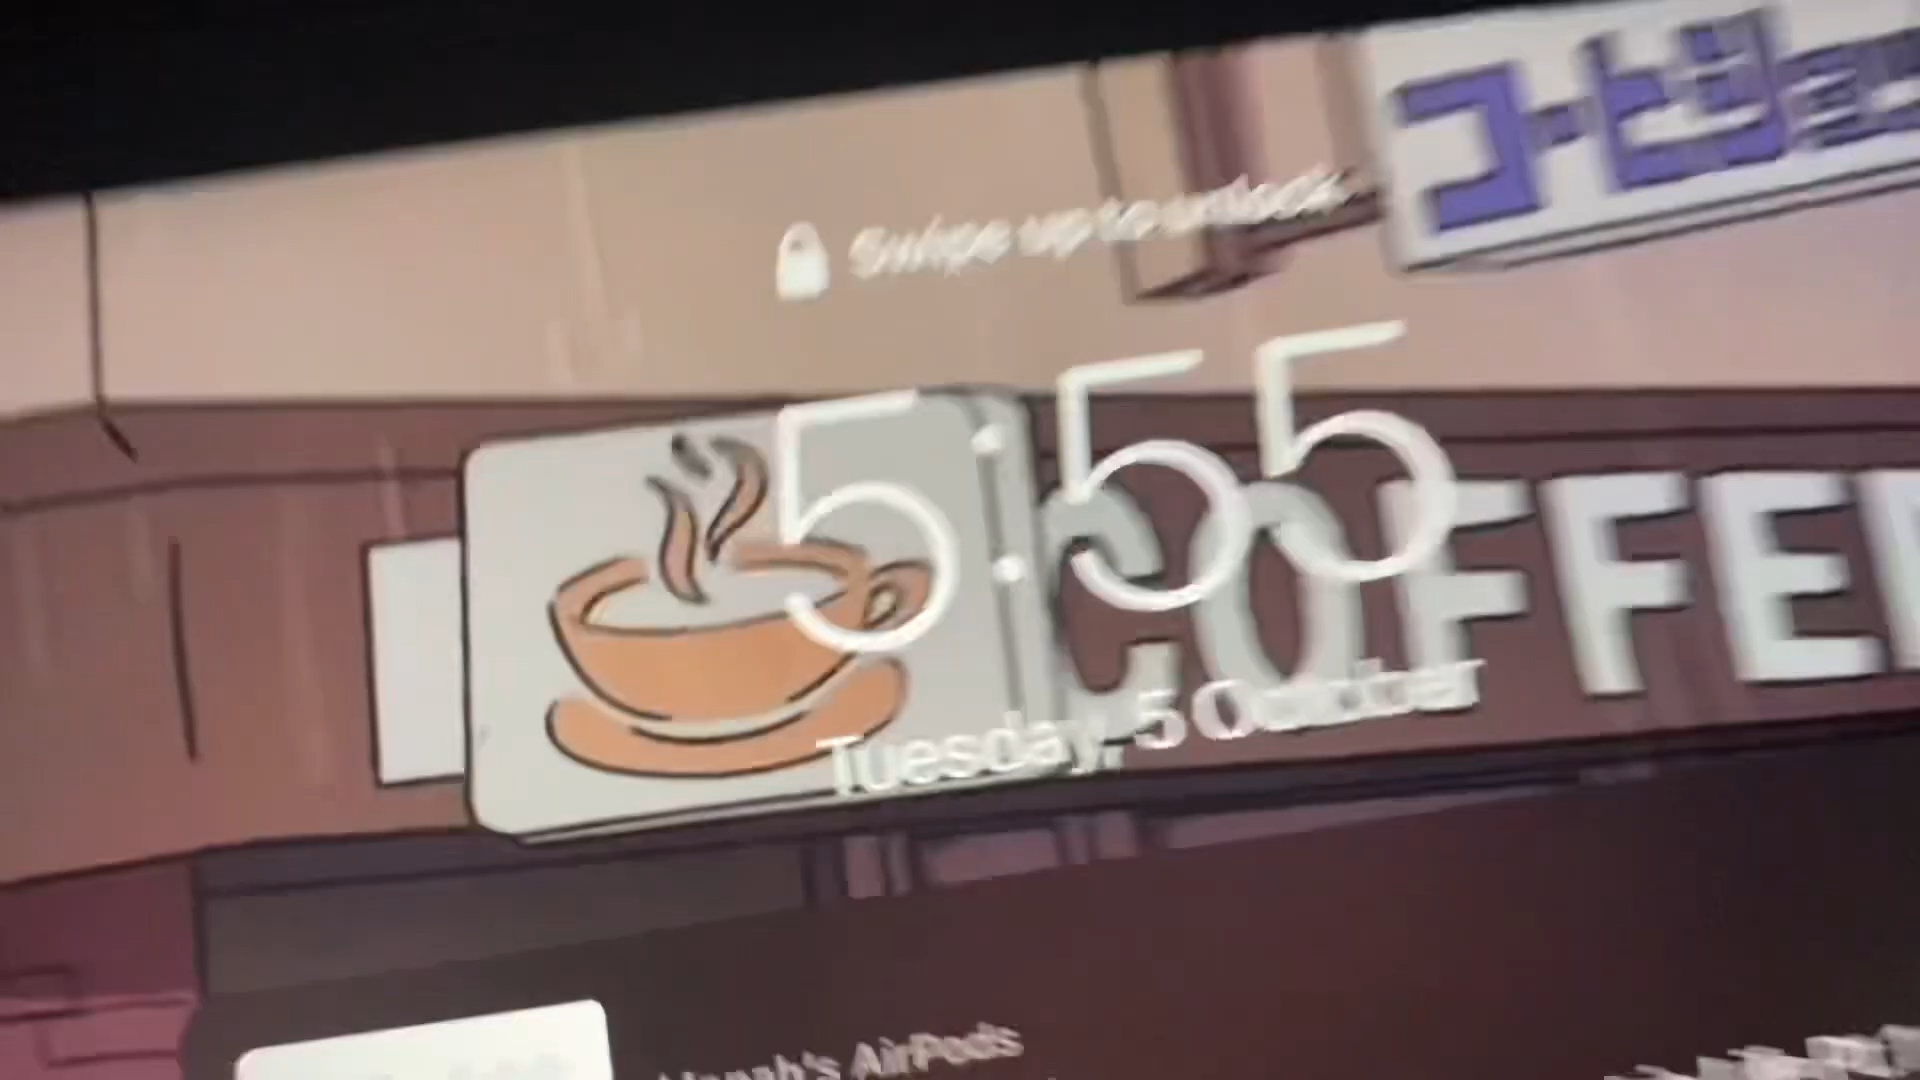 コーヒ
Swipe up to unlock
5:55
COFFEE
Tuesday, 5 October
AirPods